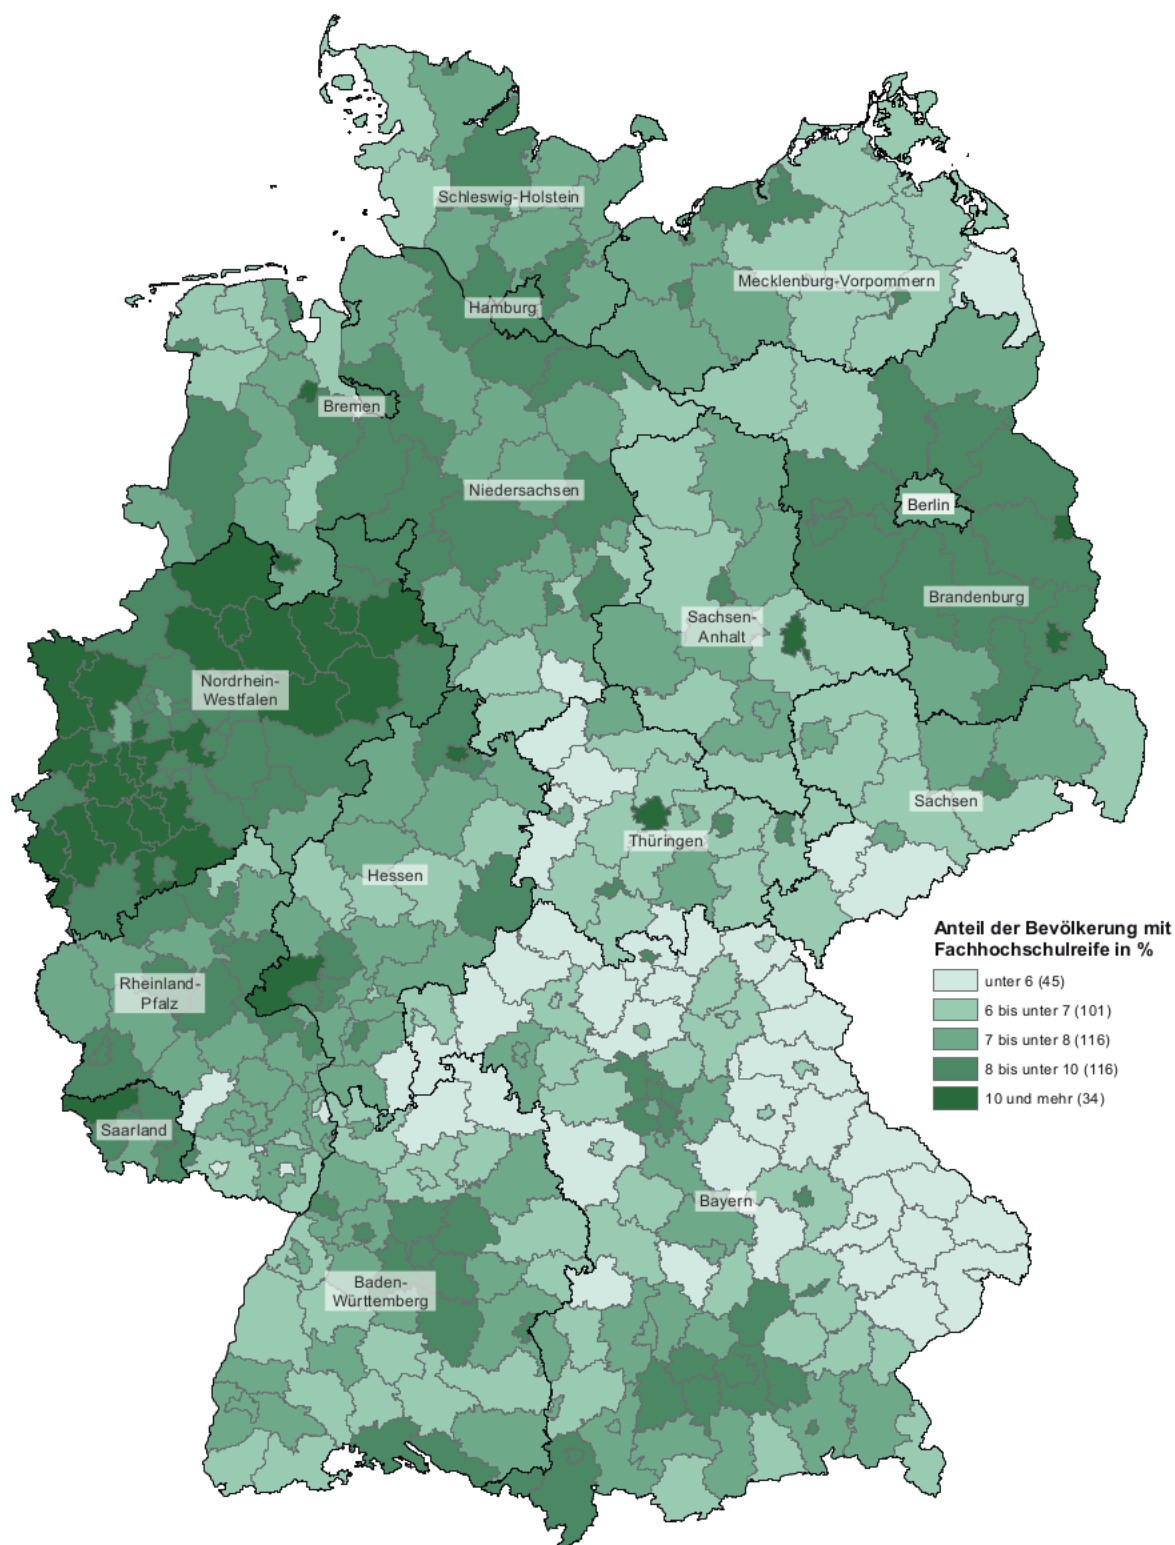 Schleswig-Holstein
Mecklenburg-Vorpommern
Hamburg
Bremen
Niedersachsen
Berlin
Brandenburg
Sachsen-
Anhalt
Nordrhein-
Westfalen
Sachsen
Thüringen
Hessen
Rheinland-
Pfalz
Saarland
Bayern
Baden-
Württemberg
Anteil der Bevölkerung mit
Fachhochschulreife in %
unter 6 (45)
6 bis unter 7 (101)
7 bis unter 8 (116)
8 bis unter 10 (116)
10 und mehr (34)